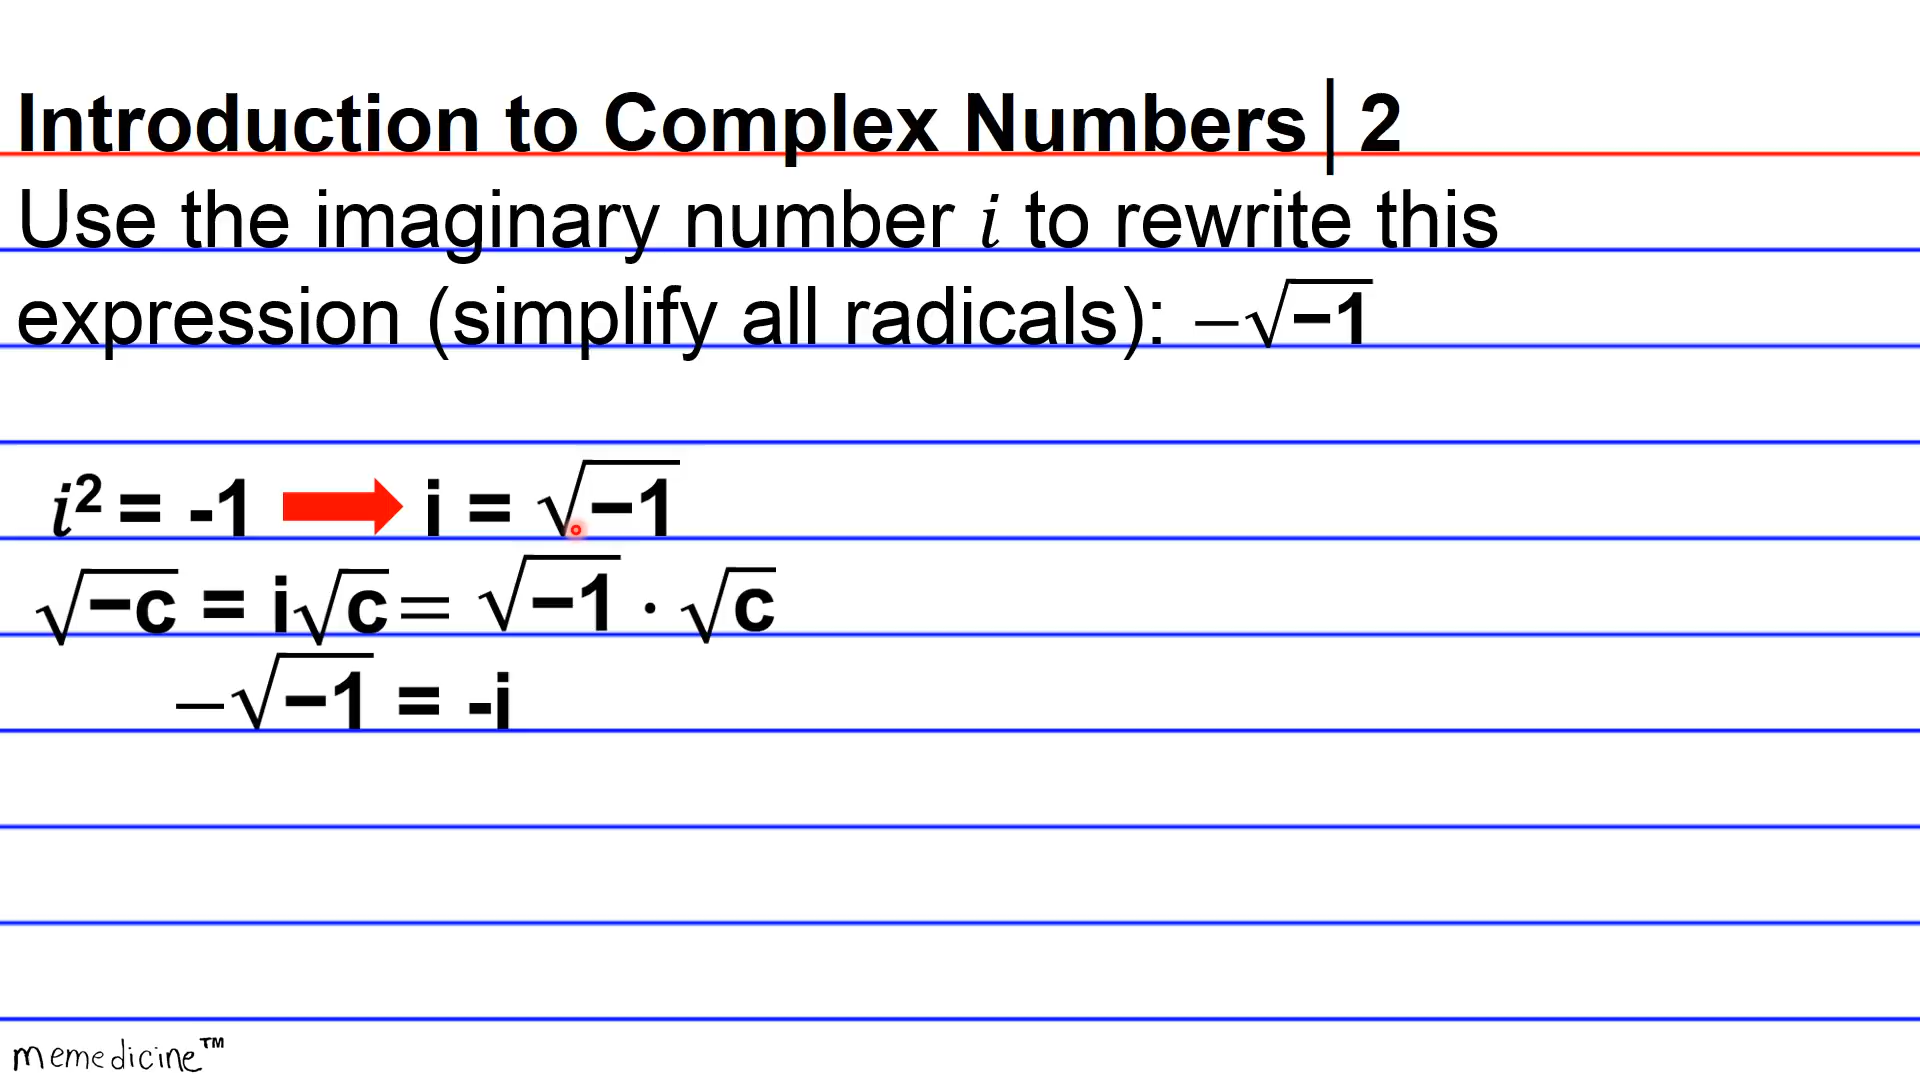 Introduction to Complex Numbers│2
Use the imaginary number 𝑖 to rewrite this
expression (simplify all radicals): −√−1
𝑖² = -1 ➡ i = √−1
√−c = i√c = √−1 · √c
−√−1 = -i
memedicine™